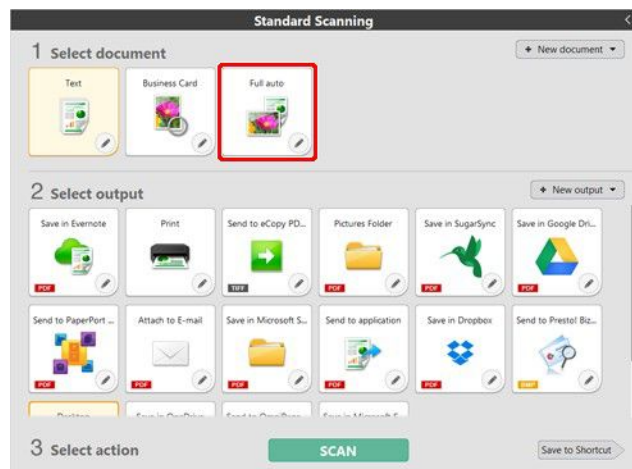 Standard Scanning
1 Select document
+ New document
Text
Business Card
Full auto
2 Select output
+ New output
Save in Evernote
Print
Send to eCopy PD...
Pictures Folder
Save in SugarSync
Save in Google Dri...
PDF
TIFF
PDF
PDF
PDF
Send to PaperPort ...
Attach to E-mail
Save in Microsoft S...
Send to application
Save in Dropbox
Send to Presto! Biz...
PDF
PDF
PDF
PDF
PDF
BMP
Desktop
3 Select action
SCAN
Save to Shortcut